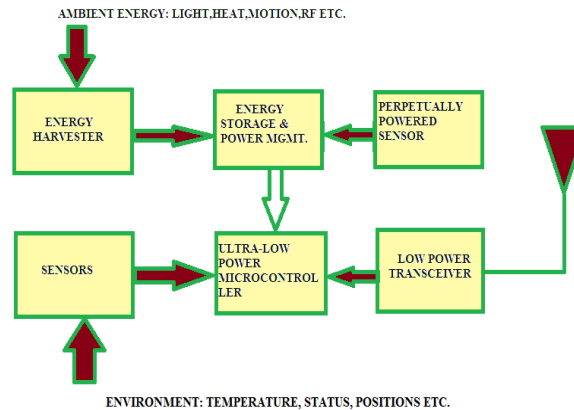 AMBIENT ENERGY: LIGHT,HEAT,MOTION,RF ETC.
ENERGY
HARVESTER
ENERGY
STORAGE &
POWER MGMT.
PERPETUALLY
POWERED
SENSOR
SENSORS
ULTRA-LOW
POWER
MICROCONTROL
LER
LOW POWER
TRANSCEIVER
ENVIRONMENT: TEMPERATURE, STATUS, POSITIONS ETC.